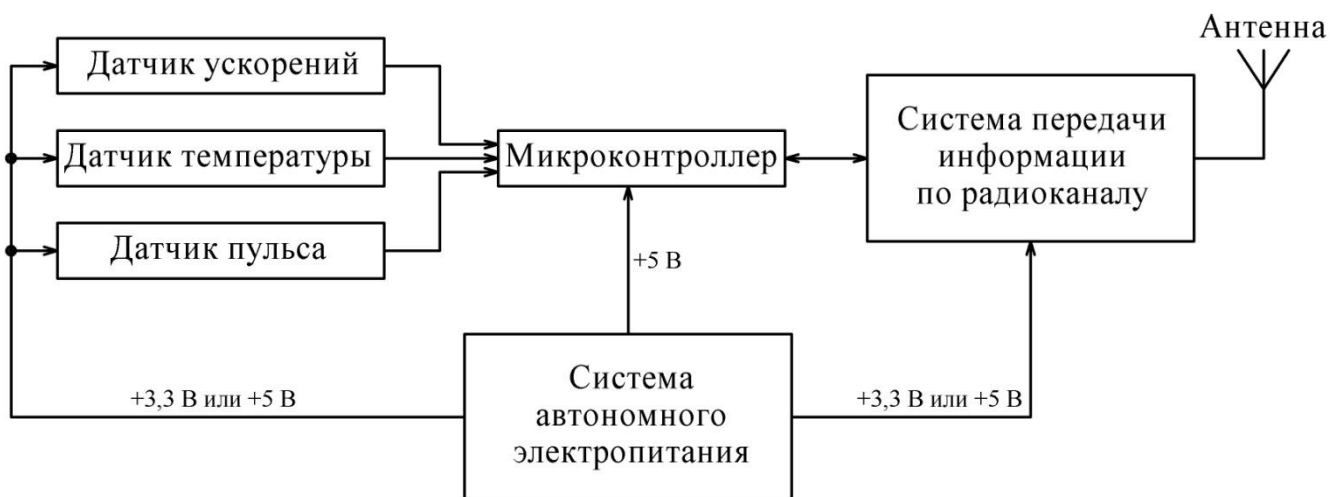 Антенна
Датчик ускорений
Датчик температуры
Датчик пульса
Микроконтроллер
Система передачи
информации
по радиоканалу
+5 В
+3,3 В или +5 В
Система
автономного
электропитания
+3,3 В или +5 В